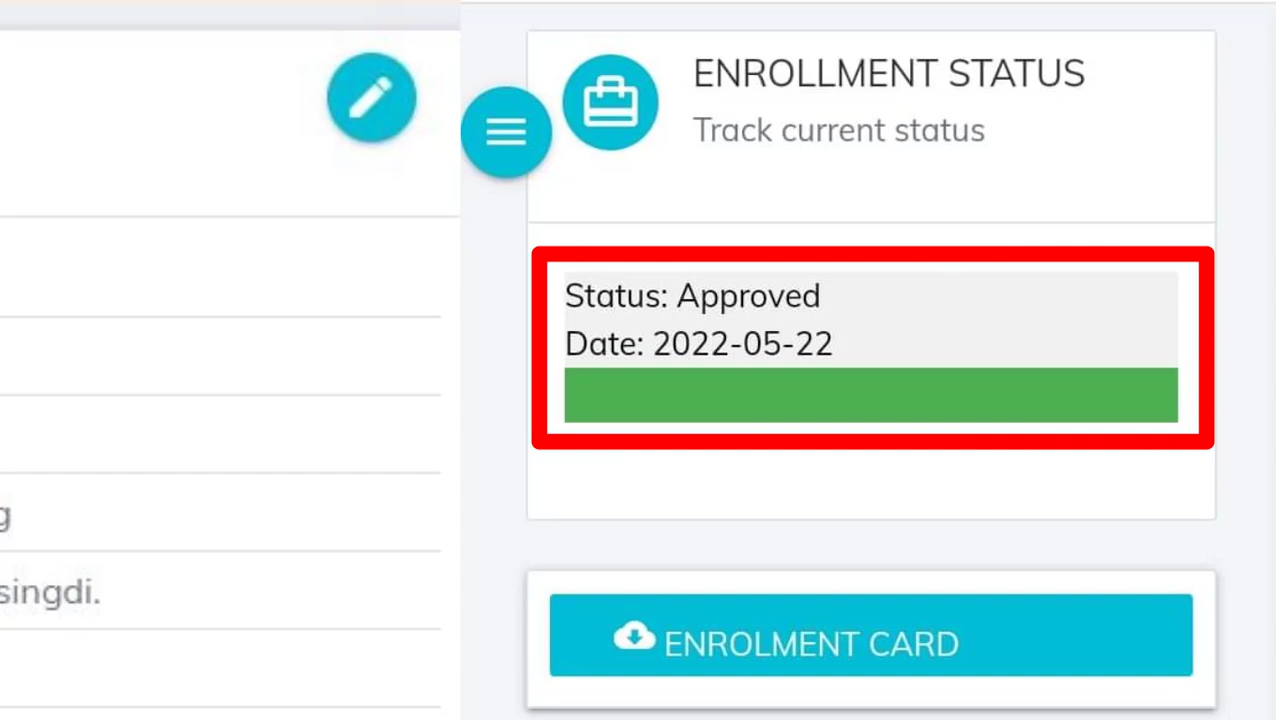 ENROLLMENT STATUS
Track current status
Status: Approved
Date: 2022-05-22
g
singdi.
ENROLMENT CARD